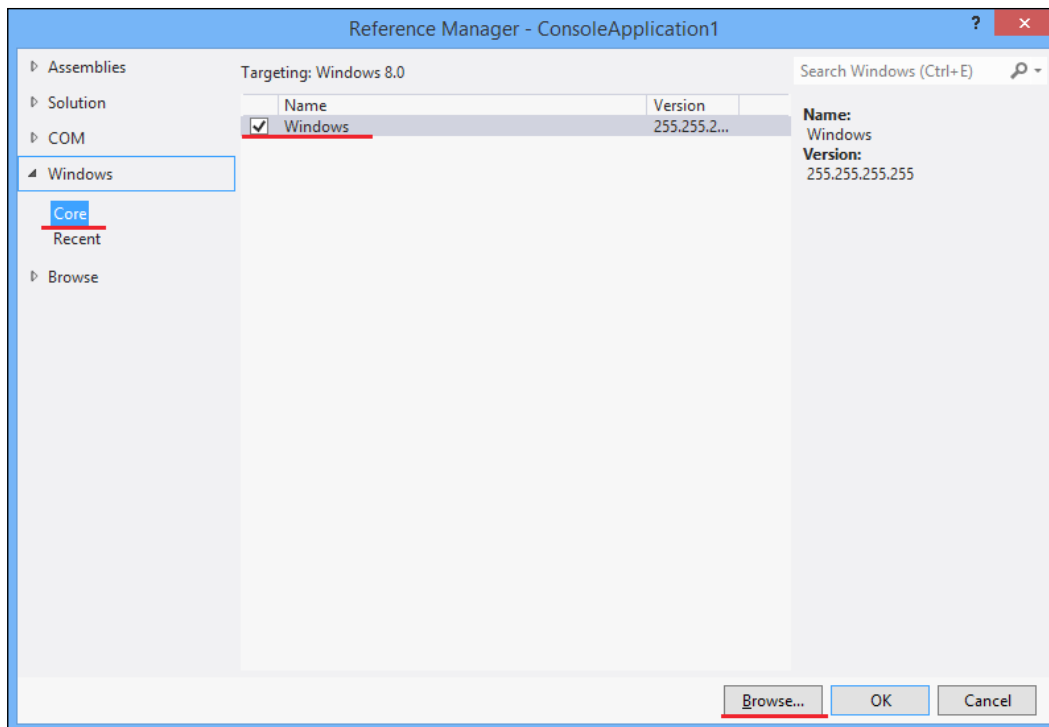 Reference Manager - ConsoleApplication1
?
Assemblies
Solution
COM
Windows
Core
Recent
Browse
Targeting: Windows 8.0
Name Version
Windows 255.255.2...
Search Windows (Ctrl+E)
Name:
Windows
Version:
255.255.255.255
Browse... OK Cancel